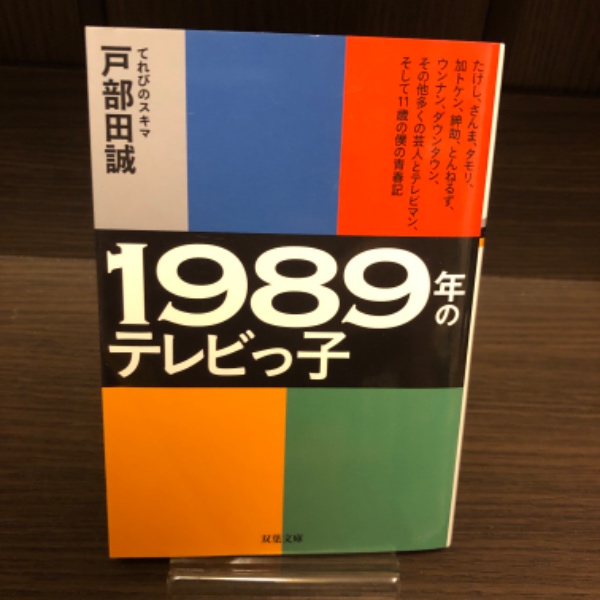 たけし、さんま、タモリ、
加トケン、紳助、とんねるず、
ウンナン、ダウンタウン、
その他多くの芸人とテレビマン、
そして11歳の僕の青春記
てれびのスキマ
戸部田誠
1989年の
テレビっ子
双葉文庫